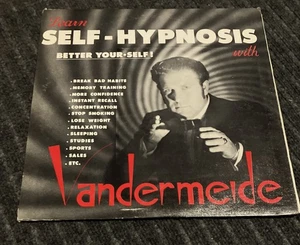 Learn
SELF-HYPNOSIS
with
BETTER YOUR-SELF!
. BREAK BAD HABITS
. MEMORY TRAINING
. MORE CONFIDENCE
. INSTANT RECALL
. CONCENTRATION
. STOP SMOKING
. LOSE WEIGHT
. RELAXATION
. SLEEPING
. STUDIES
. SPORTS
. SALES
. ETC.
Vandermeide